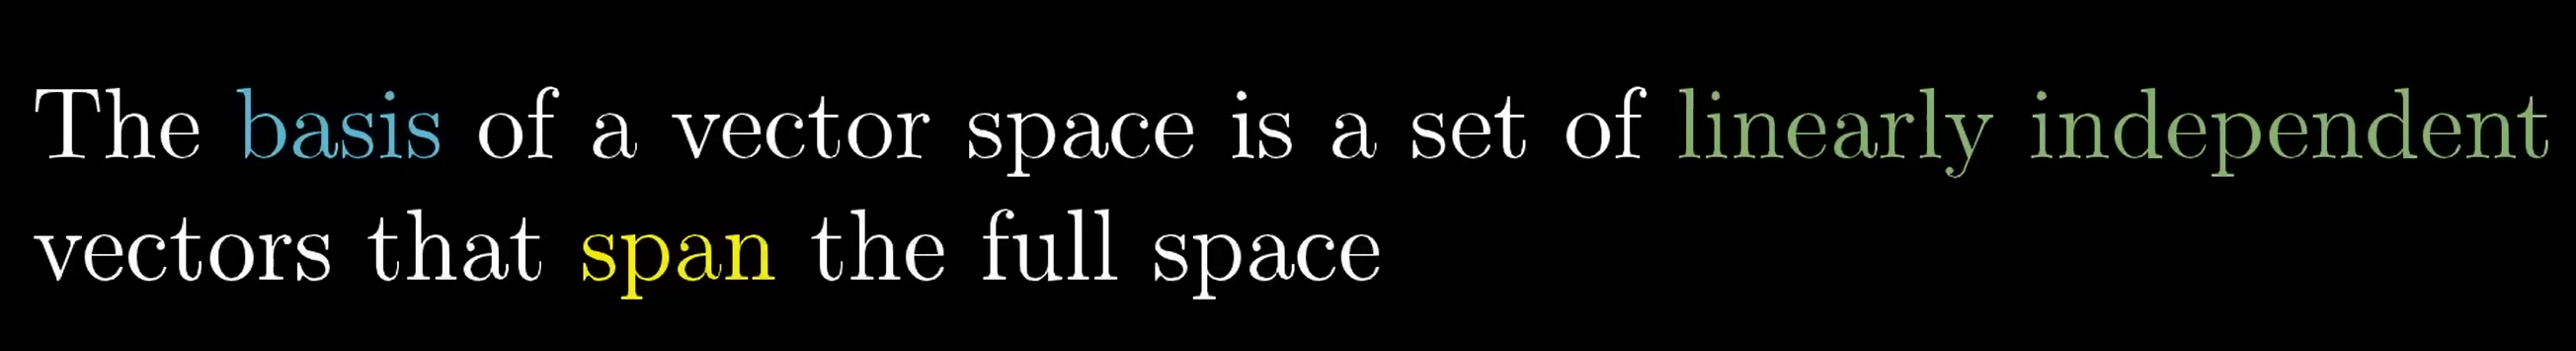 The basis of a vector space is a set of linearly independent
vectors that span the full space